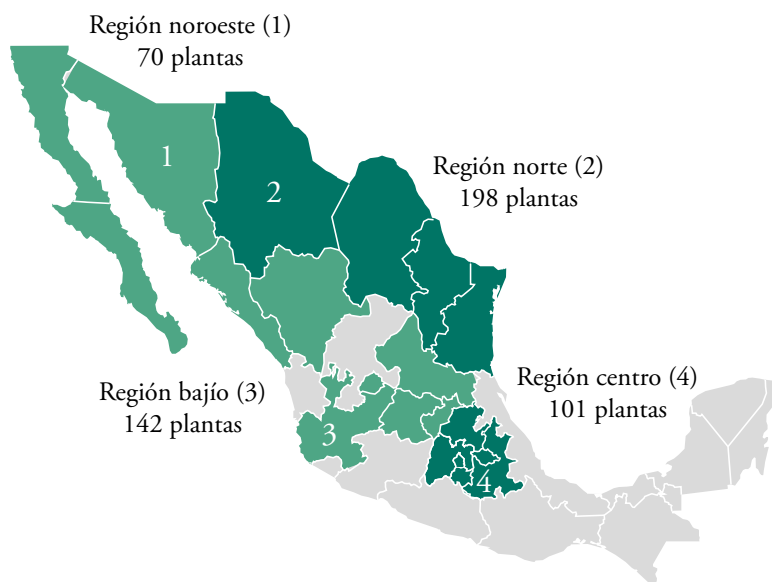 Región noroeste (1)
70 plantas
1
2
Región norte (2)
198 plantas
Región bajío (3)
142 plantas
Región centro (4)
101 plantas
3
4